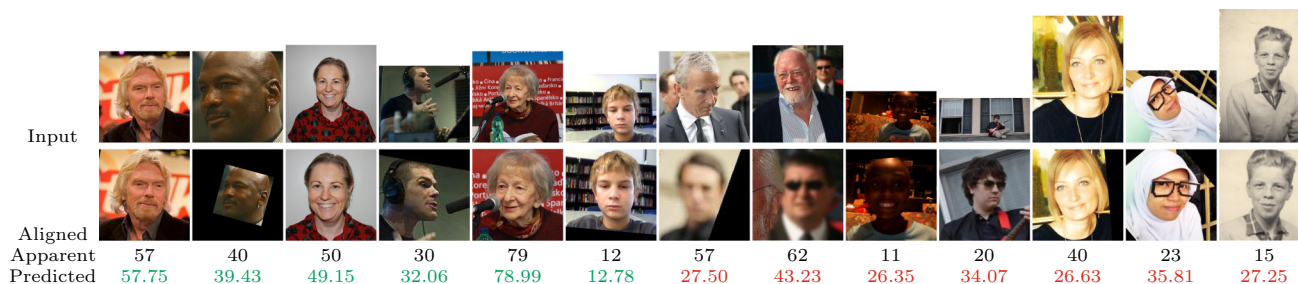 Input
Aligned
Apparent 57 40 50 30 79 12 57 62 11 20 40 23 15
Predicted 57.75 39.43 49.15 32.06 78.99 12.78 27.50 43.23 26.35 34.07 26.63 35.81 27.25